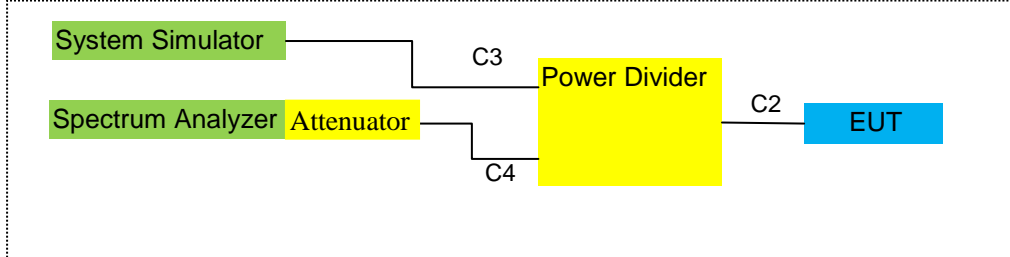 System Simulator
C3
Power Divider
C2
Spectrum Analyzer Attenuator
EUT
C4